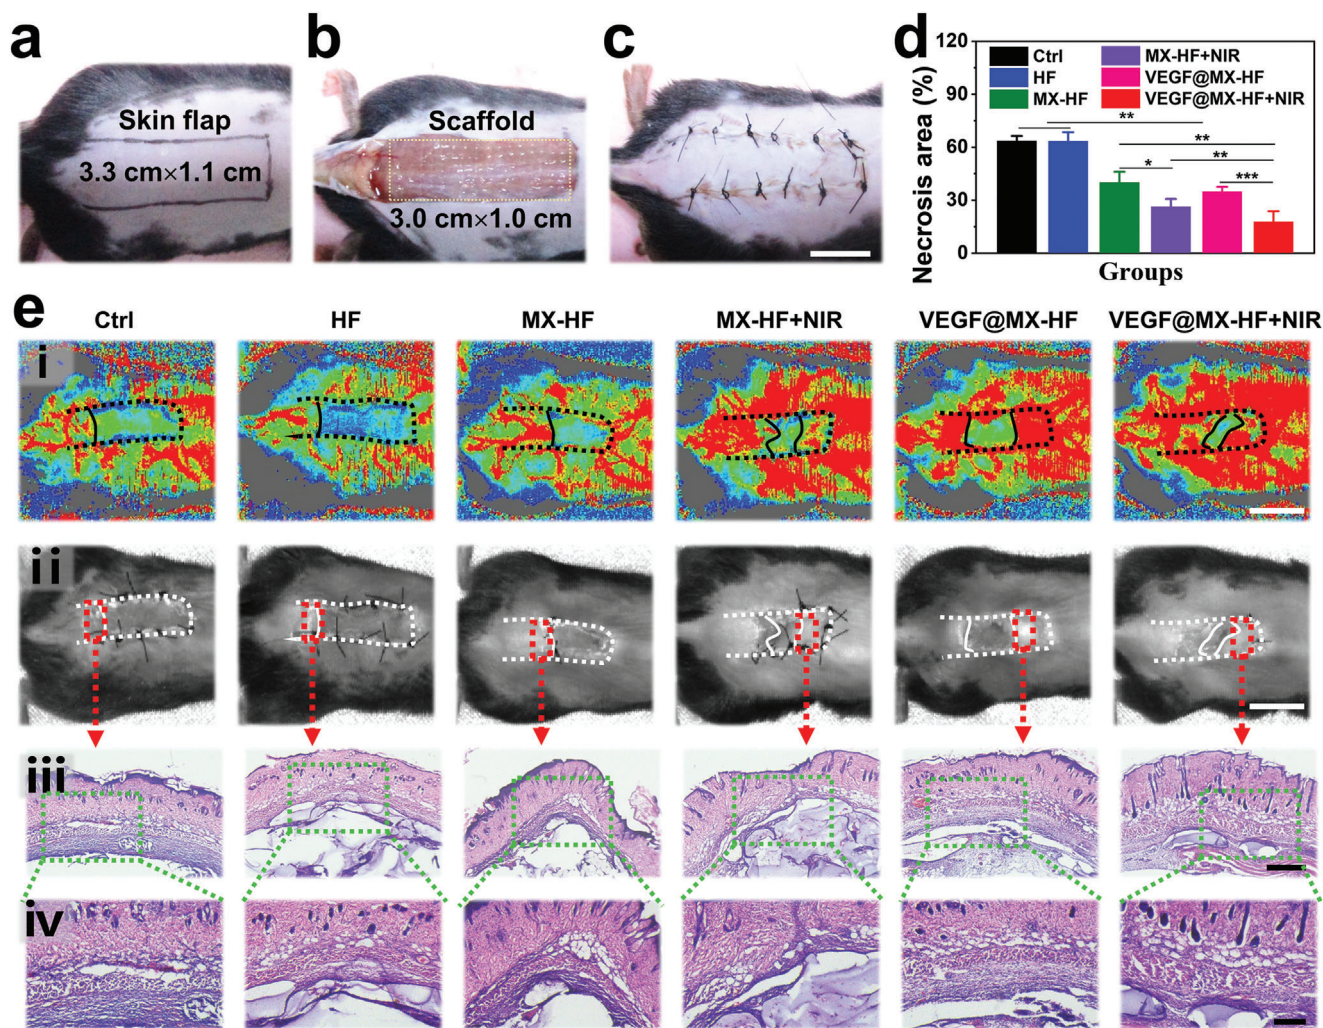 a
Skin flap
3.3 cm×1.1 cm
b
Scaffold
3.0 cm×1.0 cm
c
d
Necrosis area (%)
120
90
60
30
0
Ctrl
HF
MX-HF
MX-HF+NIR
VEGF@MX-HF
VEGF@MX-HF+NIR
**
**
*
**
***
Groups
e
Ctrl
HF
MX-HF
MX-HF+NIR
VEGF@MX-HF
VEGF@MX-HF+NIR
i
ii
iii
iv